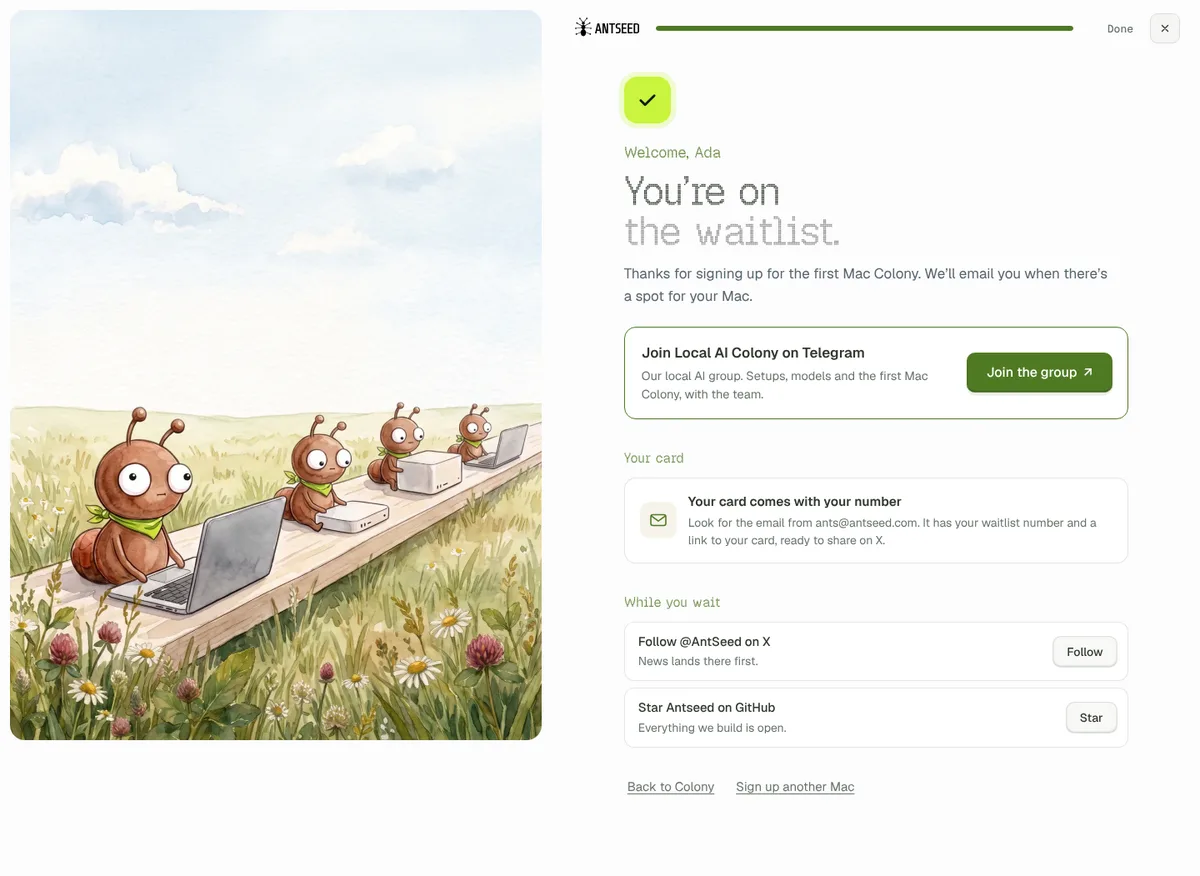 ANTSEED
Done
Welcome, Ada
You’re on
the waitlist.
Thanks for signing up for the first Mac Colony. We’ll email you when there’s
a spot for your Mac.
Join Local AI Colony on Telegram
Our local AI group. Setups, models and the first Mac
Colony, with the team.
Join the group ↗
Your card
Your card comes with your number
Look for the email from ants@antseed.com. It has your waitlist number and a
link to your card, ready to share on X.
While you wait
Follow @AntSeed on X
News lands there first.
Follow
Star Antseed on GitHub
Everything we build is open.
Star
Back to Colony
Sign up another Mac